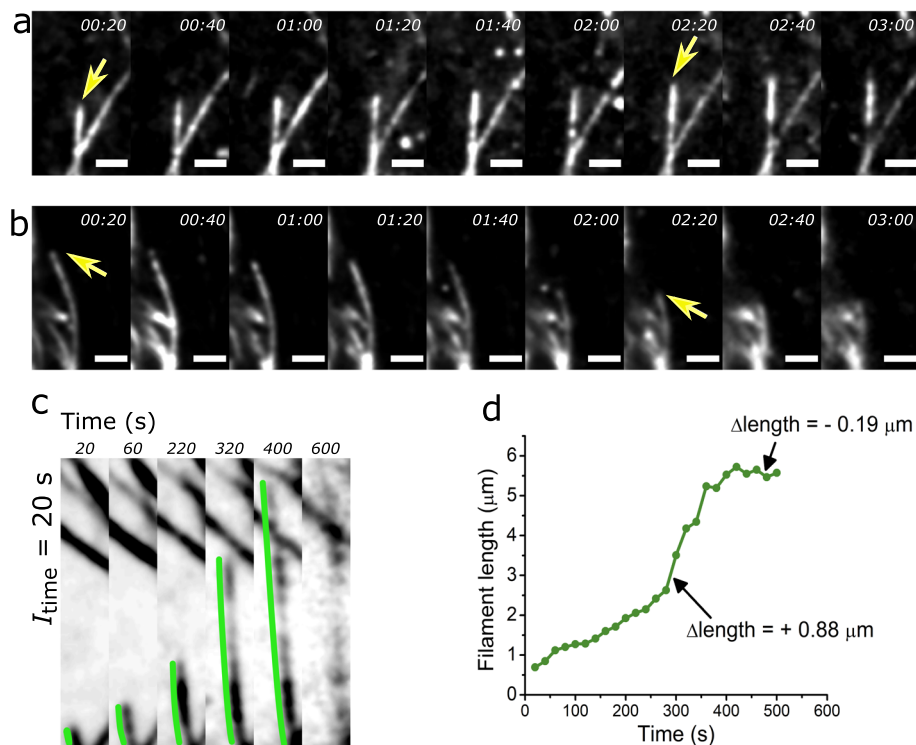 a
00:20 00:40 01:00 01:20 01:40 02:00 02:20 02:40 03:00
b
00:20 00:40 01:00 01:20 01:40 02:00 02:20 02:40 03:00
c
Time (s)
20 60 220 320 400 600
I time = 20 s
d
Δlength = - 0.19 μm
Δlength = + 0.88 μm
Filament length (μm)
6
5
4
3
2
1
0
0 100 200 300 400 500 600
Time (s)